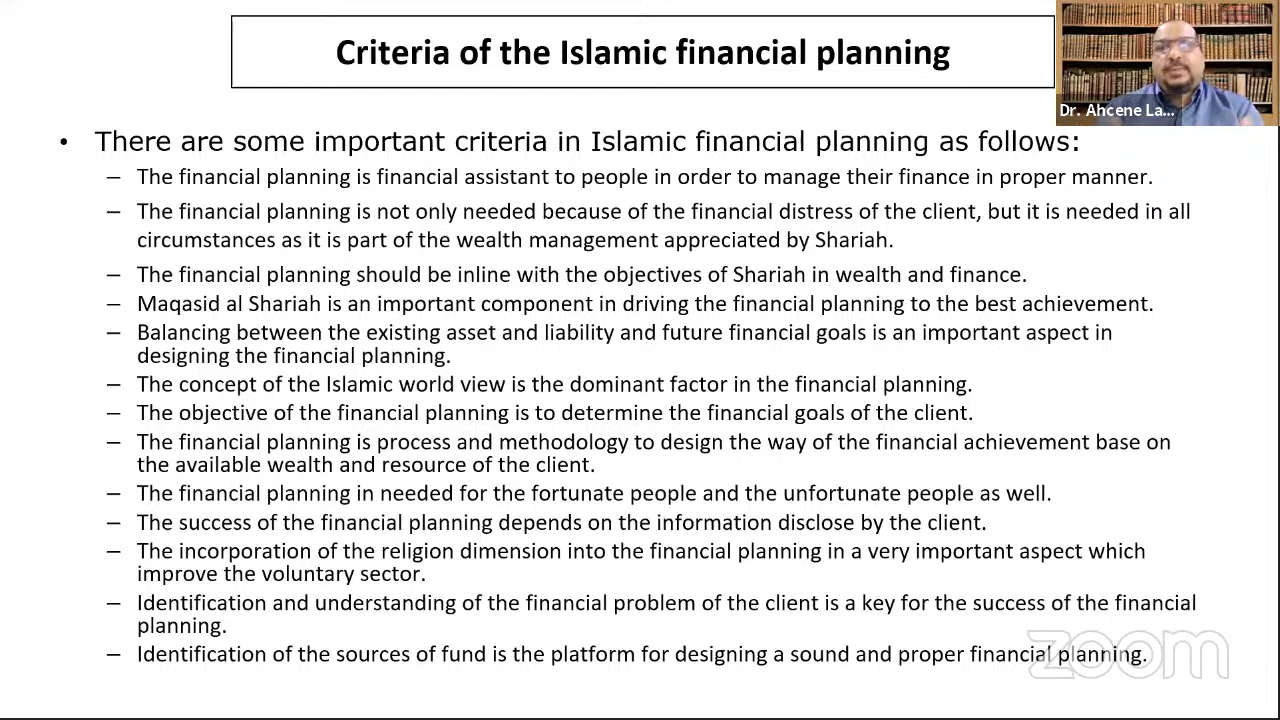 Criteria of the Islamic financial planning
Dr. Ahcene La...
• There are some important criteria in Islamic financial planning as follows:
– The financial planning is financial assistant to people in order to manage their finance in proper manner.
– The financial planning is not only needed because of the financial distress of the client, but it is needed in all
circumstances as it is part of the wealth management appreciated by Shariah.
– The financial planning should be inline with the objectives of Shariah in wealth and finance.
– Maqasid al Shariah is an important component in driving the financial planning to the best achievement.
– Balancing between the existing asset and liability and future financial goals is an important aspect in
designing the financial planning.
– The concept of the Islamic world view is the dominant factor in the financial planning.
– The objective of the financial planning is to determine the financial goals of the client.
– The financial planning is process and methodology to design the way of the financial achievement base on
the available wealth and resource of the client.
– The financial planning in needed for the fortunate people and the unfortunate people as well.
– The success of the financial planning depends on the information disclose by the client.
– The incorporation of the religion dimension into the financial planning in a very important aspect which
improve the voluntary sector.
– Identification and understanding of the financial problem of the client is a key for the success of the financial
planning.
– Identification of the sources of fund is the platform for designing a sound and proper financial planning.
zoom